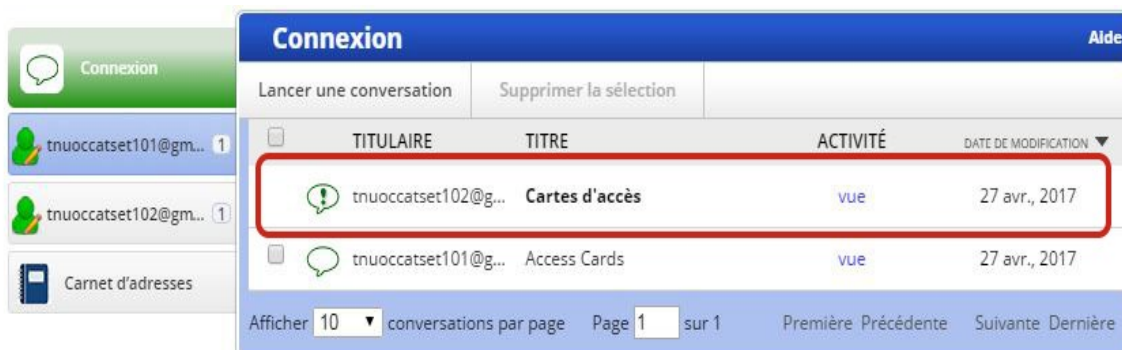 Connexion
Connexion
Aide
Lancer une conversation
Supprimer la sélection
tnuoccatset101@gm... 1
tnuoccatset102@gm... 1
Carnet d'adresses
TITULAIRE TITRE ACTIVITÉ DATE DE MODIFICATION
tnuoccatset102@g... Cartes d'accès vue 27 avr., 2017
tnuoccatset101@g... Access Cards vue 27 avr., 2017
Afficher 10 conversations par page Page 1 sur 1 Première Précédente Suivante Dernière